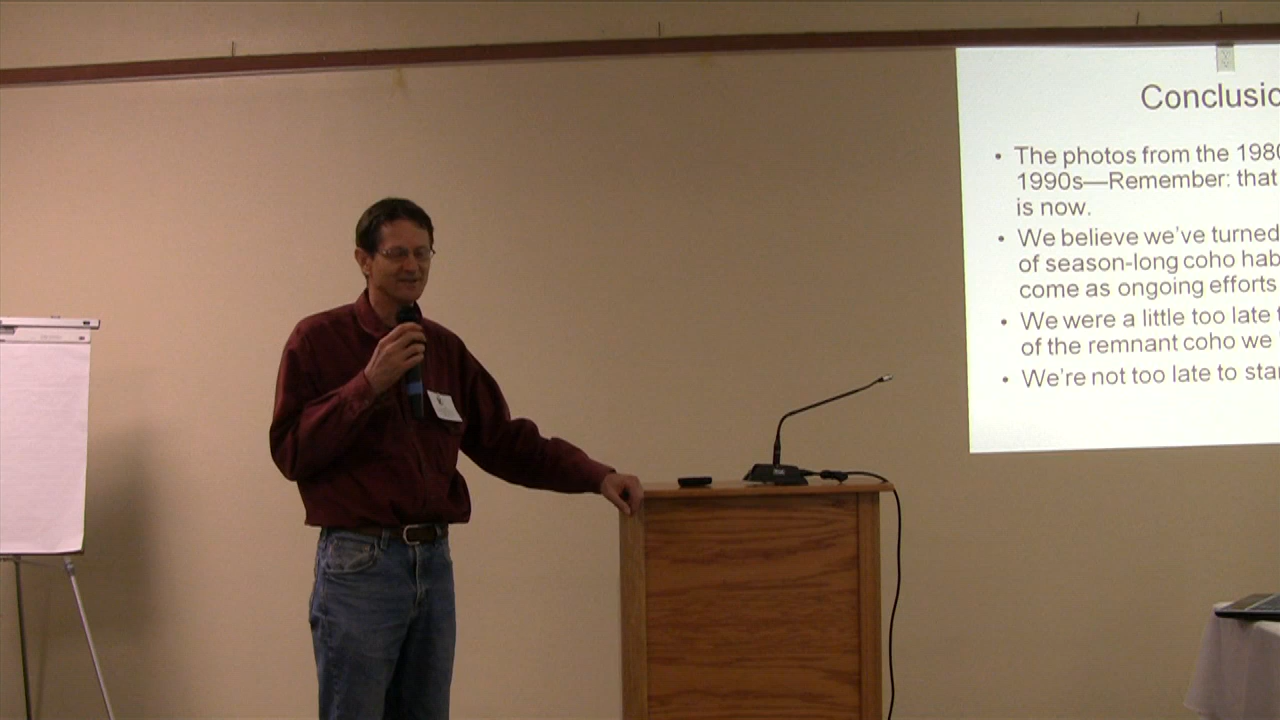 Conclusio
• The photos from the 1980
1990s—Remember: that
is now.
• We believe we've turned
of season-long coho hab
come as ongoing efforts
• We were a little too late
of the remnant coho we
• We're not too late to star